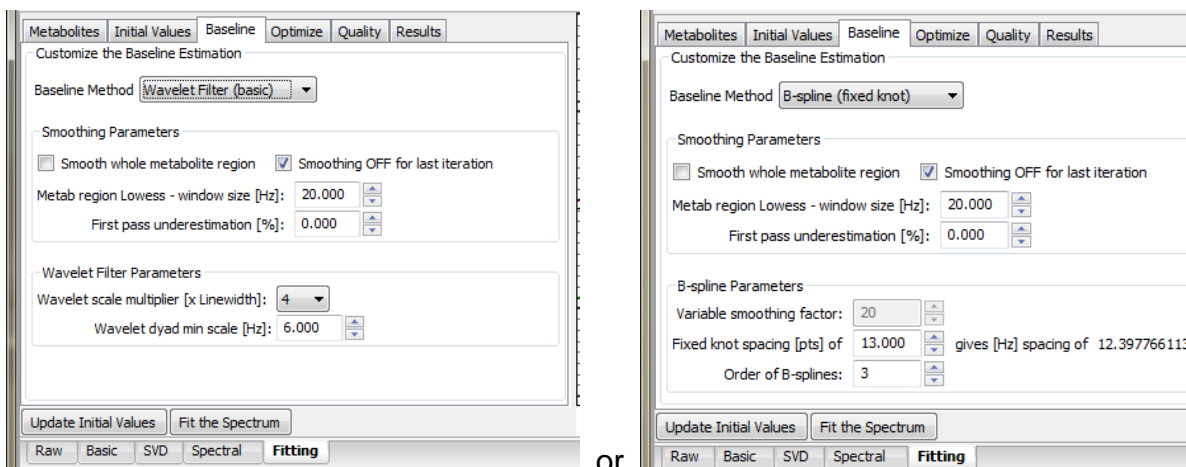 Metabolites Initial Values Baseline Optimize Quality Results
Customize the Baseline Estimation
Baseline Method Wavelet Filter (basic)
Smoothing Parameters
Smooth whole metabolite region Smoothing OFF for last iteration
Metab region Lowess - window size [Hz]: 20.000
First pass underestimation [%]: 0.000
Wavelet Filter Parameters
Wavelet scale multiplier [x Linewidth]: 4
Wavelet dyad min scale [Hz]: 6.000
Update Initial Values Fit the Spectrum
Raw Basic SVD Spectral Fitting
or
Metabolites Initial Values Baseline Optimize Quality Results
Customize the Baseline Estimation
Baseline Method B-spline (fixed knot)
Smoothing Parameters
Smooth whole metabolite region Smoothing OFF for last iteration
Metab region Lowess - window size [Hz]: 20.000
First pass underestimation [%]: 0.000
B-spline Parameters
Variable smoothing factor: 20
Fixed knot spacing [pts] of 13.000 gives [Hz] spacing of 12.397766113
Order of B-splines: 3
Update Initial Values Fit the Spectrum
Raw Basic SVD Spectral Fitting